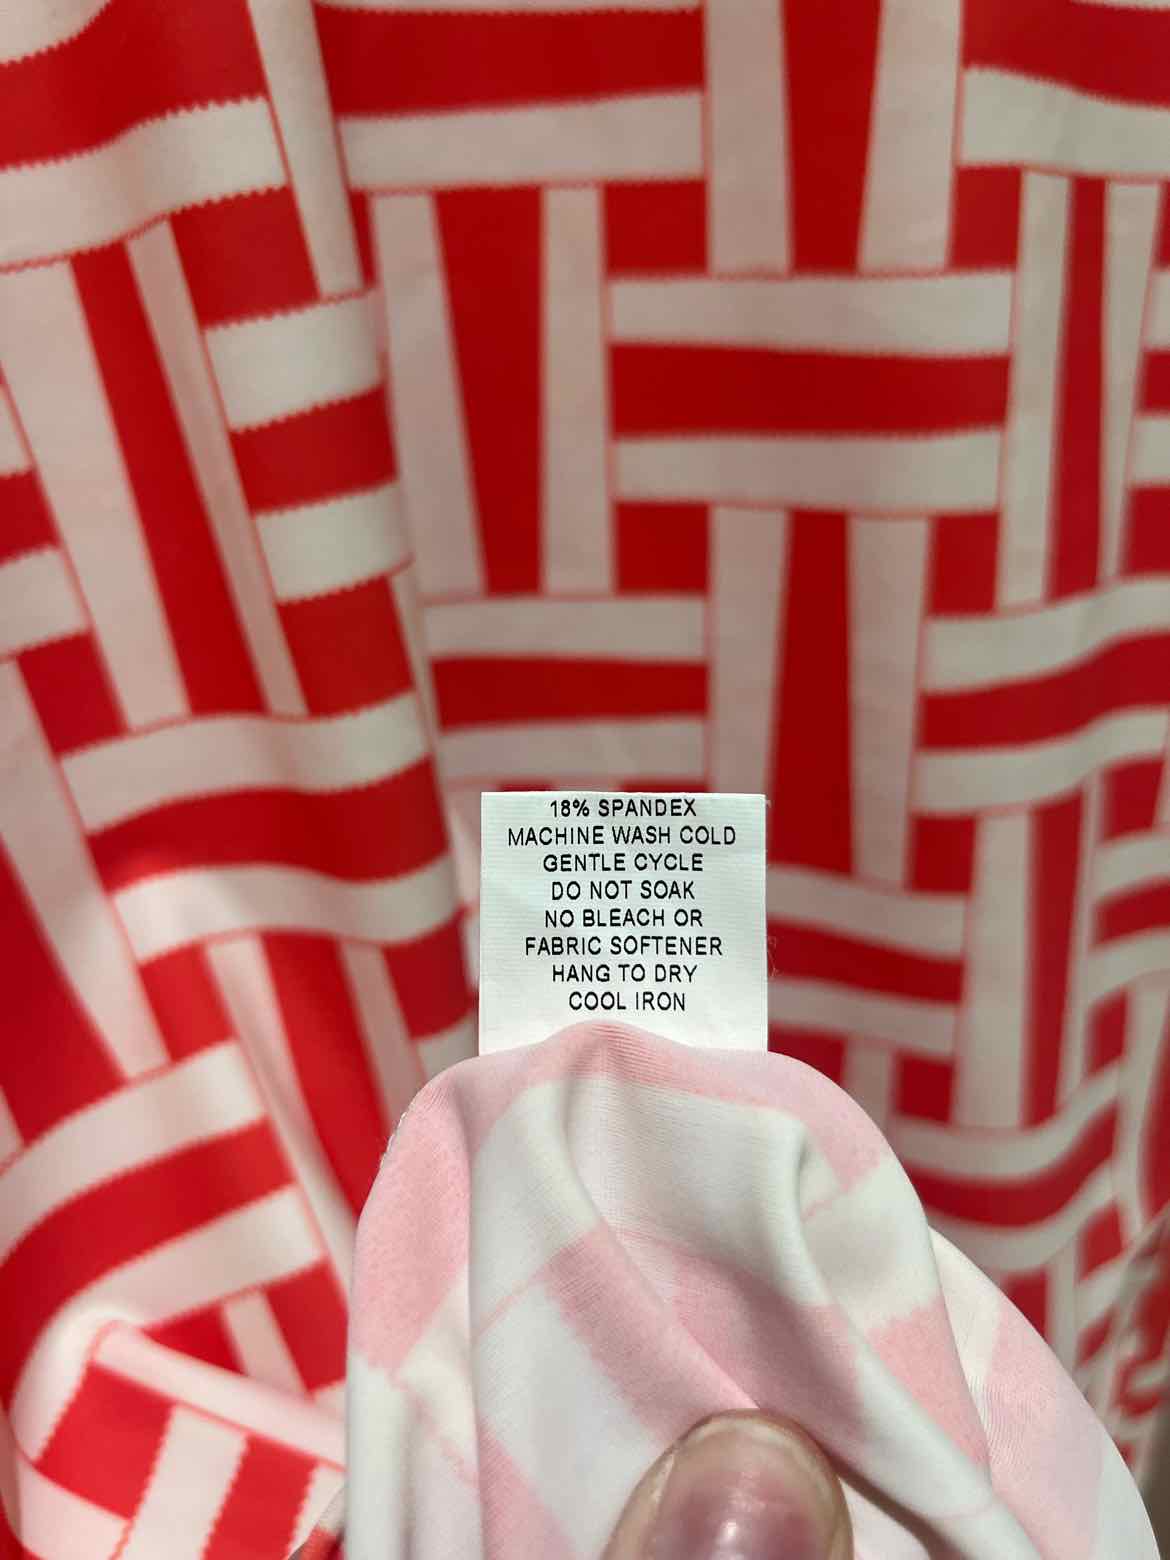 18% SPANDEX
MACHINE WASH COLD
GENTLE CYCLE
DO NOT SOAK
NO BLEACH OR
FABRIC SOFTENER
HANG TO DRY
COOL IRON